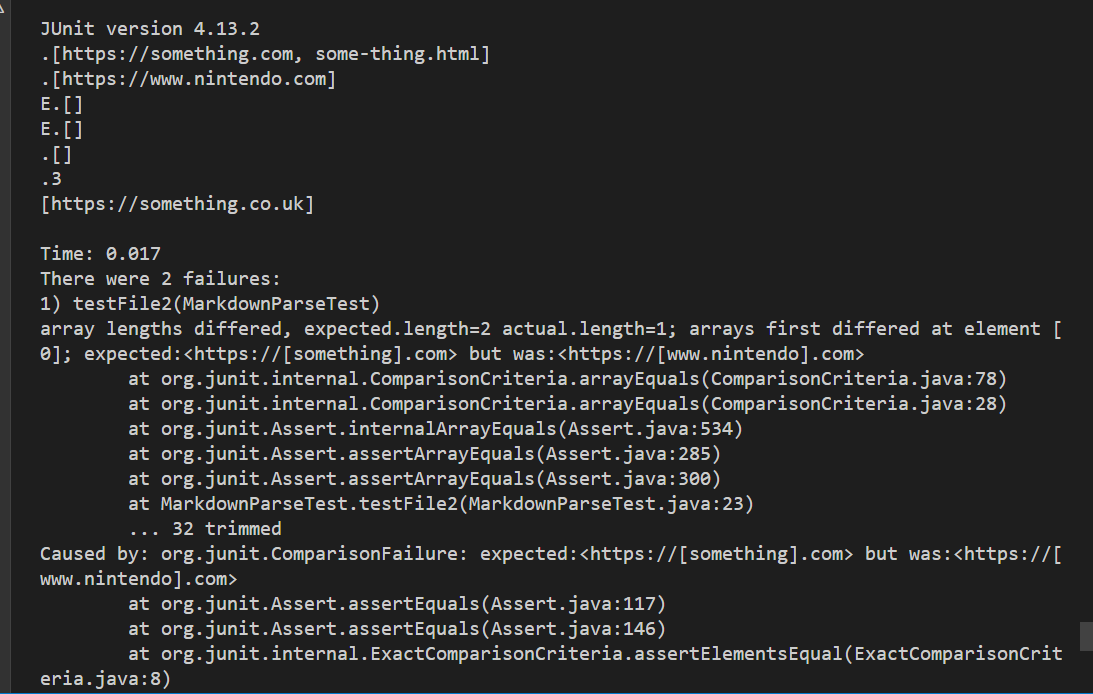 JUnit version 4.13.2
.[https://something.com, some-thing.html]
.[https://www.nintendo.com]
E.[]
E.[]
.[]
.3
[https://something.co.uk]
Time: 0.017
There were 2 failures:
1) testFile2(MarkdownParseTest)
array lengths differed, expected.length=2 actual.length=1; arrays first differed at element [
0]; expected:<https://[something].com> but was:<https://[www.nintendo].com>
at org.junit.internal.ComparisonCriteria.arrayEquals(ComparisonCriteria.java:78)
at org.junit.internal.ComparisonCriteria.arrayEquals(ComparisonCriteria.java:28)
at org.junit.Assert.internalArrayEquals(Assert.java:534)
at org.junit.Assert.assertArrayEquals(Assert.java:285)
at org.junit.Assert.assertArrayEquals(Assert.java:300)
at MarkdownParseTest.testFile2(MarkdownParseTest.java:23)
... 32 trimmed
Caused by: org.junit.ComparisonFailure: expected:<https://[something].com> but was:<https://[
www.nintendo].com>
at org.junit.Assert.assertEquals(Assert.java:117)
at org.junit.Assert.assertEquals(Assert.java:146)
at org.junit.internal.ExactComparisonCriteria.assertElementsEqual(ExactComparisonCrit
eria.java:8)